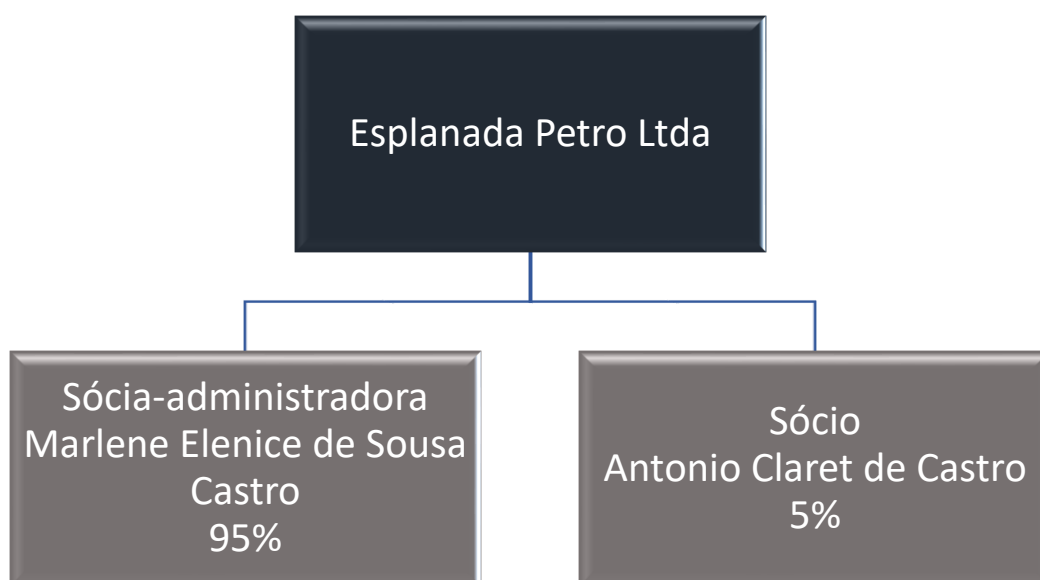 Esplanada Petro Ltda
Sócia-administradora
Marlene Elenice de Sousa
Castro
95%
Sócio
Antonio Claret de Castro
5%